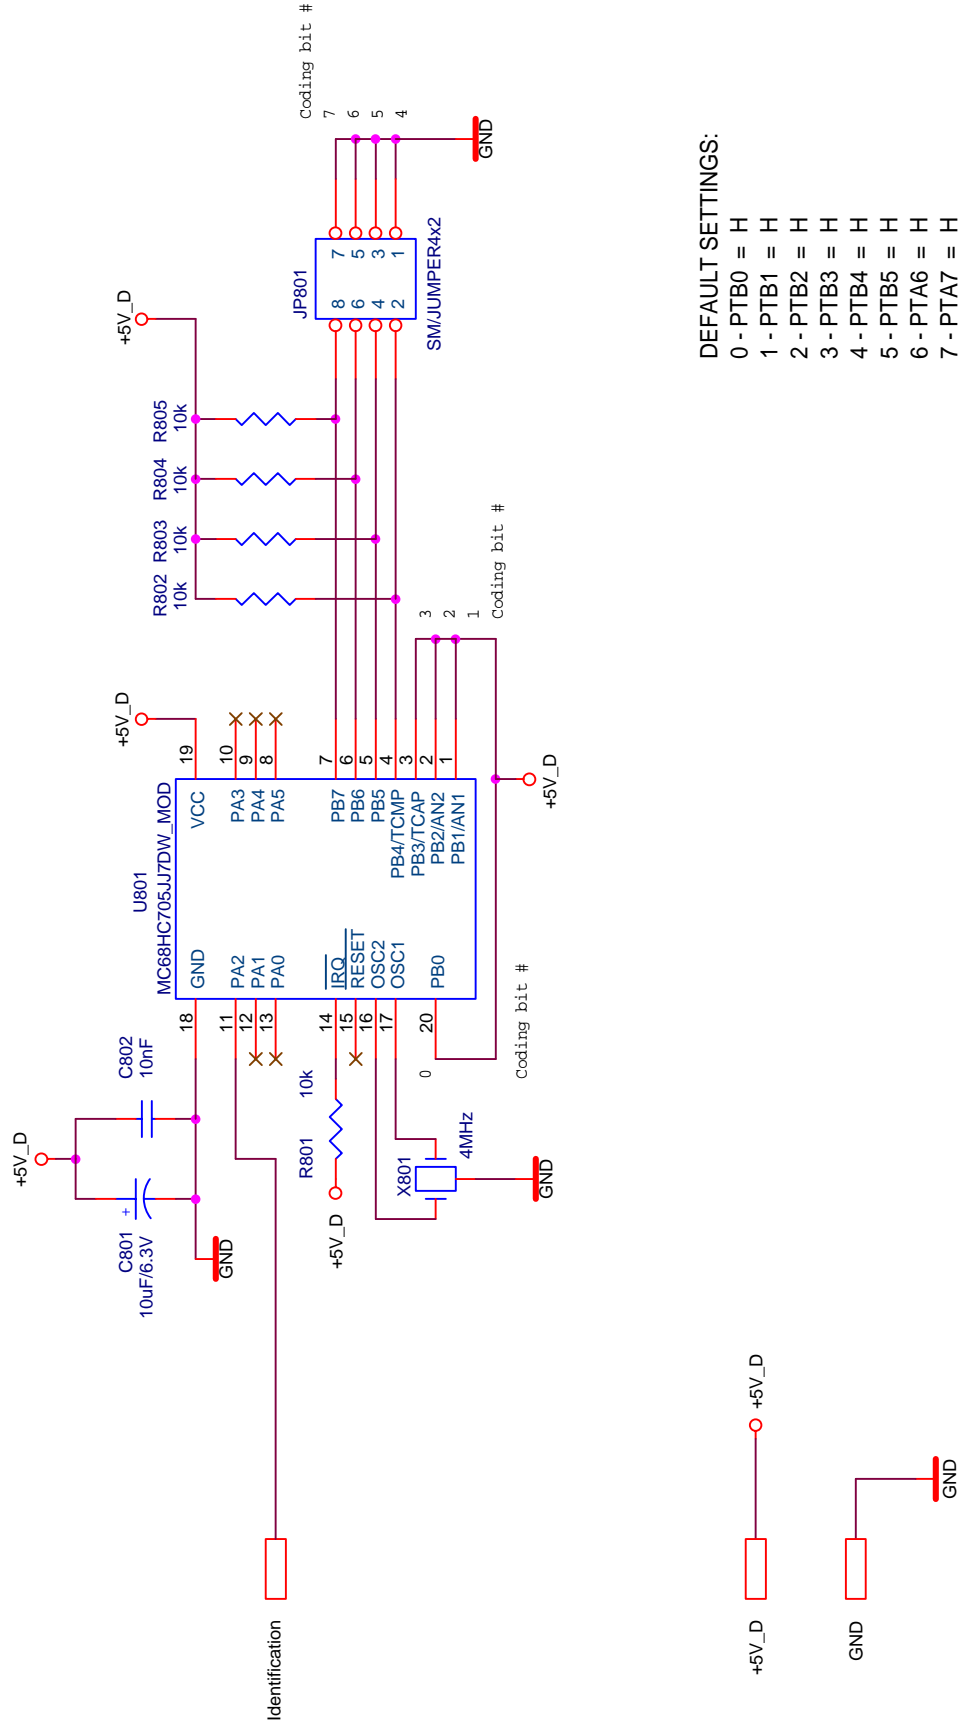 +5V_D
C801
10uF/6.3V
+
C802
10nF
GND
U801
MC68HC705JJ7DW_MOD
+5V_D
18
GND
VCC
19
11
PA2
PA3
10
12
PA1
PA4
9
13
PA0
PA5
8
14
IRQ
PB7
7
15
RESET
PB6
6
16
OSC2
PB5
5
17
OSC1
PB4/TCMP
4
PB3/TCAP
3
20
PB0
PB2/AN2
2
PB1/AN1
1
R801
10k
+5V_D
X801
4MHz
GND
0
Coding bit #
+5V_D
3
2
1
Coding bit #
R802
10k
R803
10k
R804
10k
R805
10k
+5V_D
JP801
8 7
6 5
4 3
2 1
SM/JUMPER4x2
Coding bit #
7
6
5
4
GND
Identification
+5V_D
+5V_D
GND
GND
DEFAULT SETTINGS:
0 - PTB0 = H
1 - PTB1 = H
2 - PTB2 = H
3 - PTB3 = H
4 - PTB4 = H
5 - PTB5 = H
6 - PTA6 = H
7 - PTA7 = H